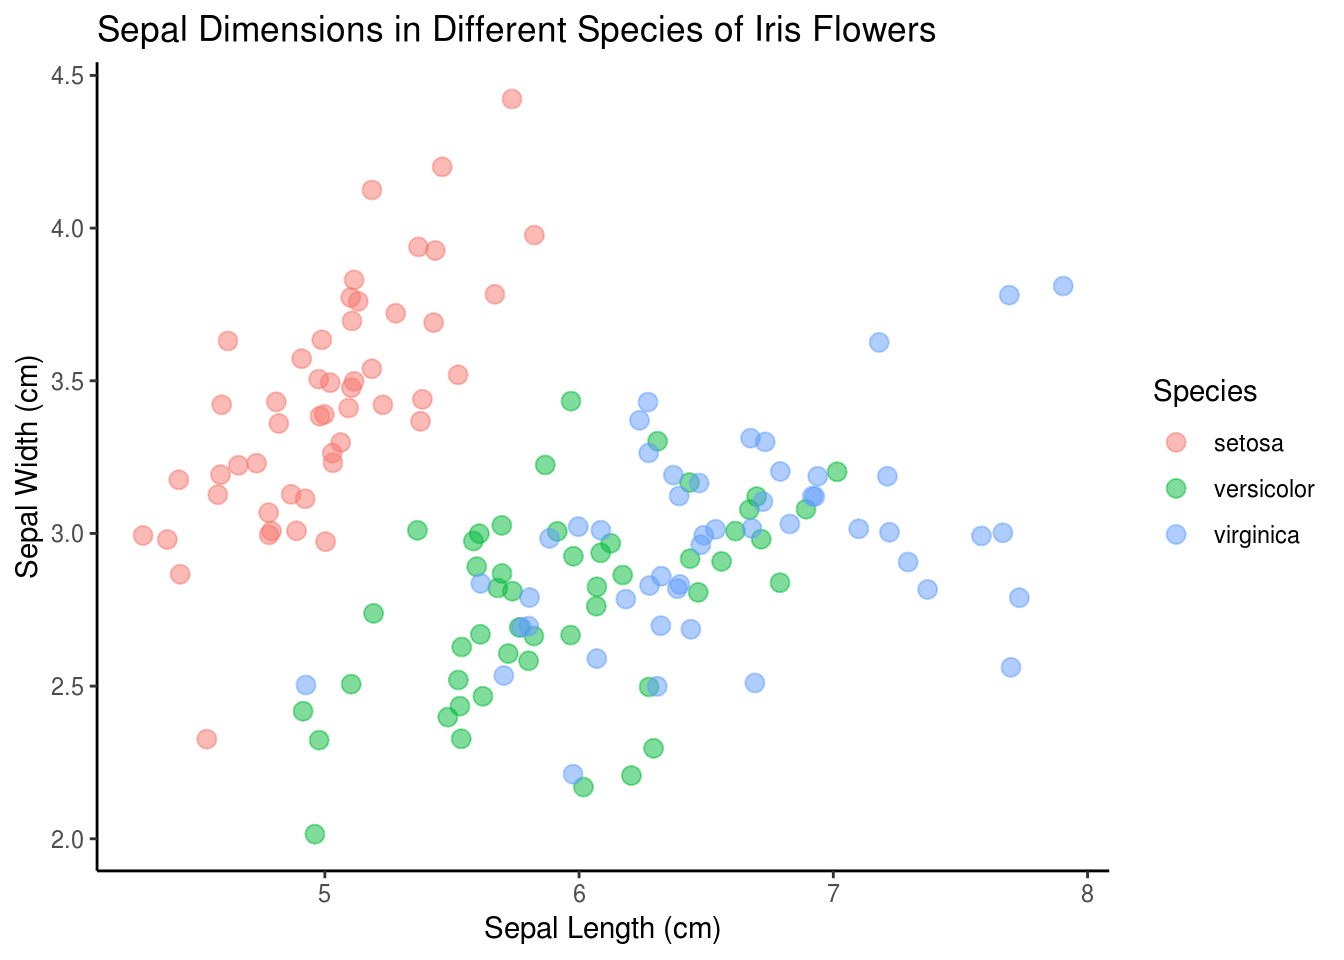 Sepal Dimensions in Different Species of Iris Flowers
4.5
4.0
3.5
3.0
2.5
2.0
Sepal Width (cm)
5 6 7 8
Sepal Length (cm)
Species
setosa
versicolor
virginica